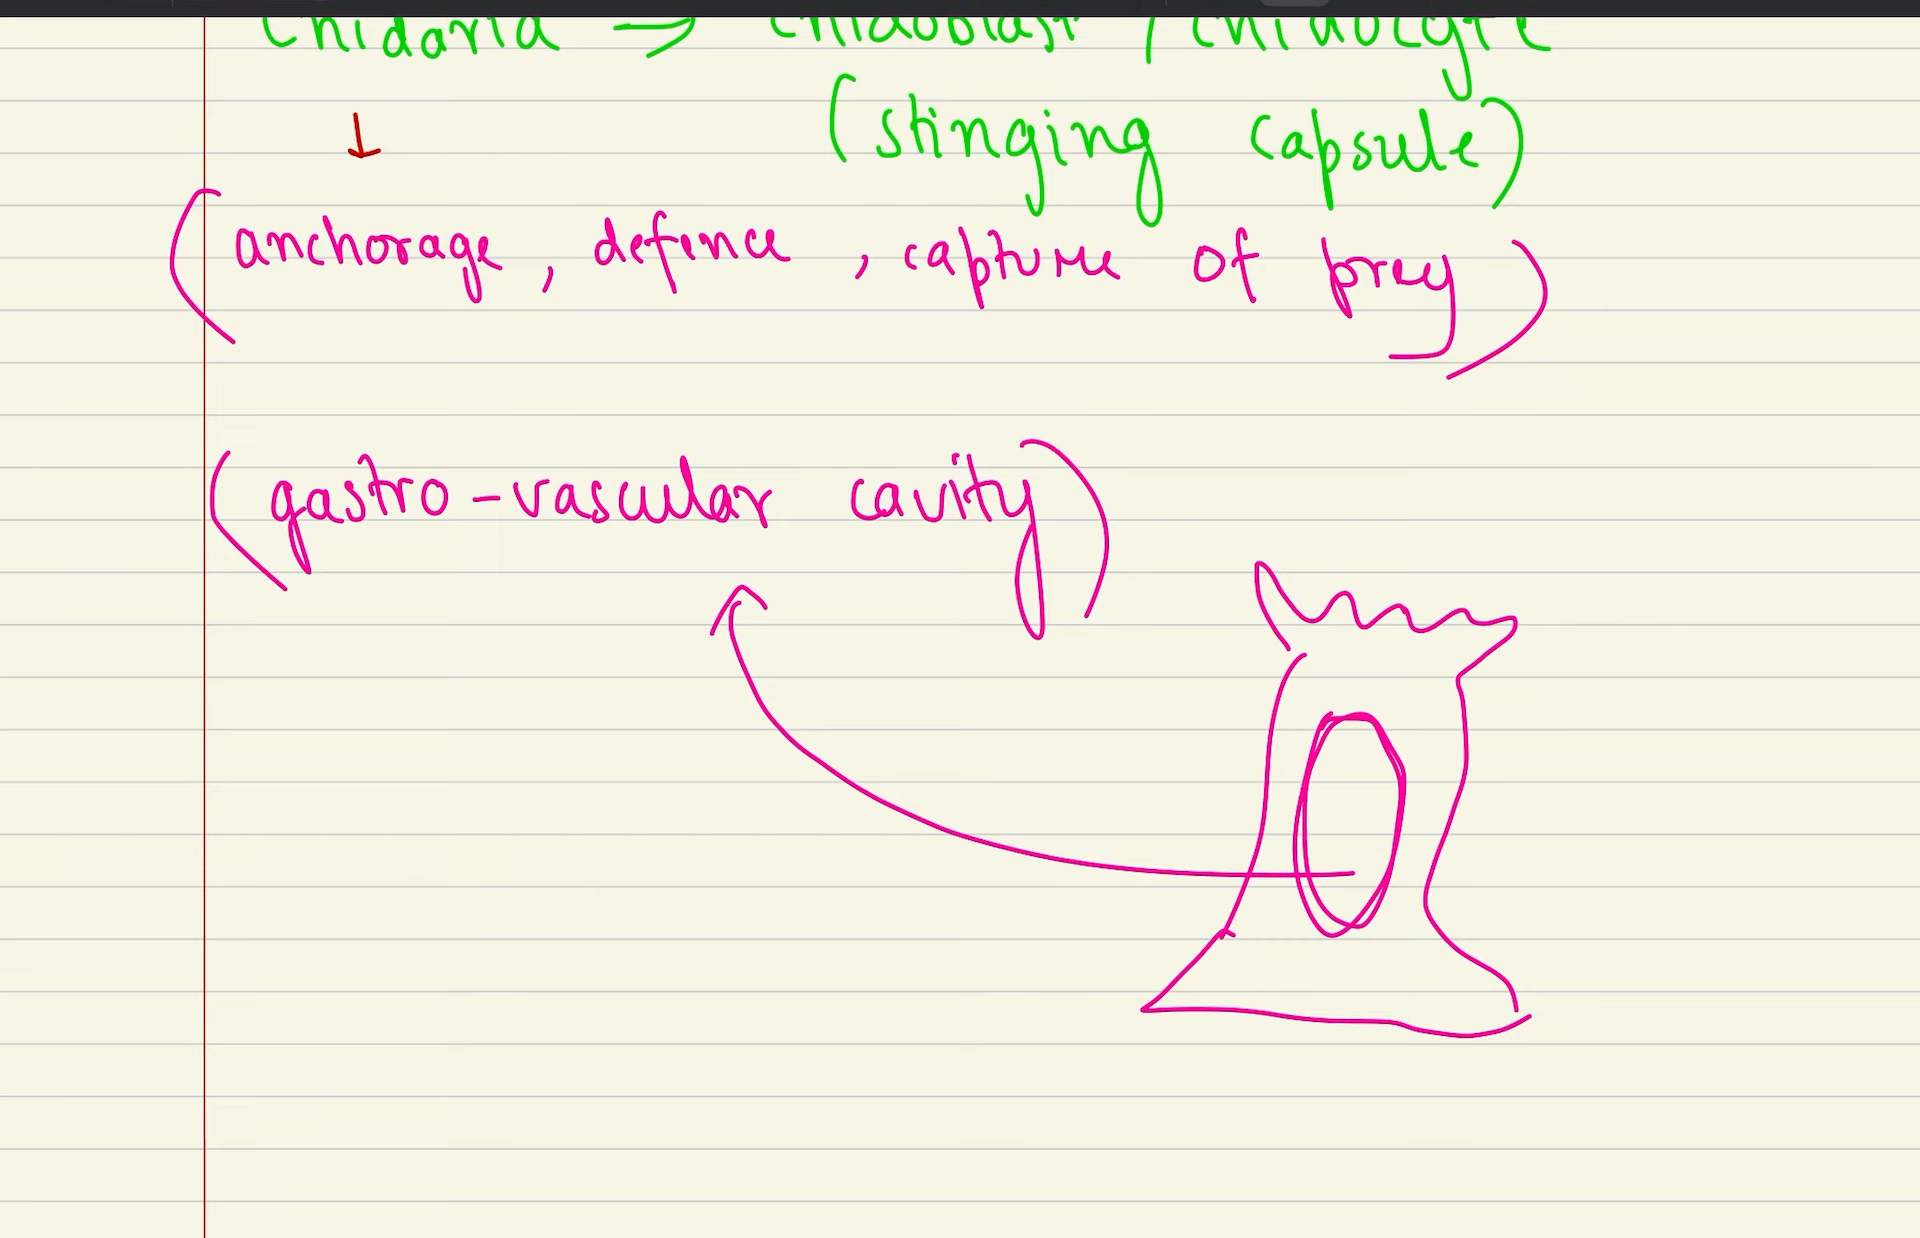 Cnidaria → Cnidoblast / Cnidocyte
(stinging capsule)
↓
(anchorage, defence, capture of prey)
(gastro-vascular cavity)